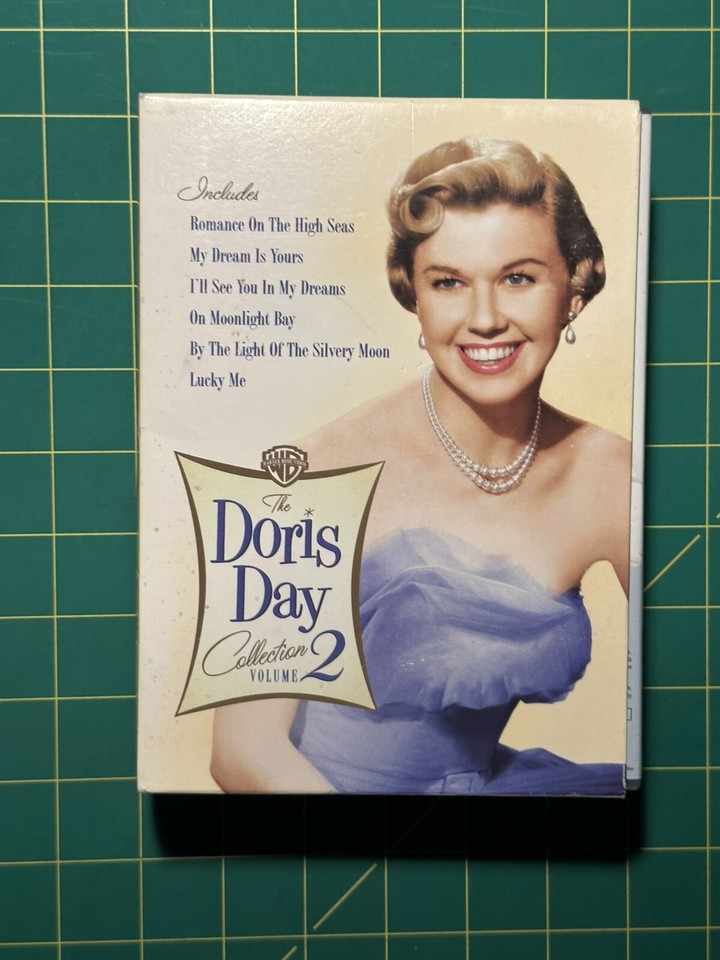 Includes
Romance On The High Seas
My Dream Is Yours
I'll See You In My Dreams
On Moonlight Bay
By The Light Of The Silvery Moon
Lucky Me
WB
The
Doris
Day
Collection
VOLUME 2